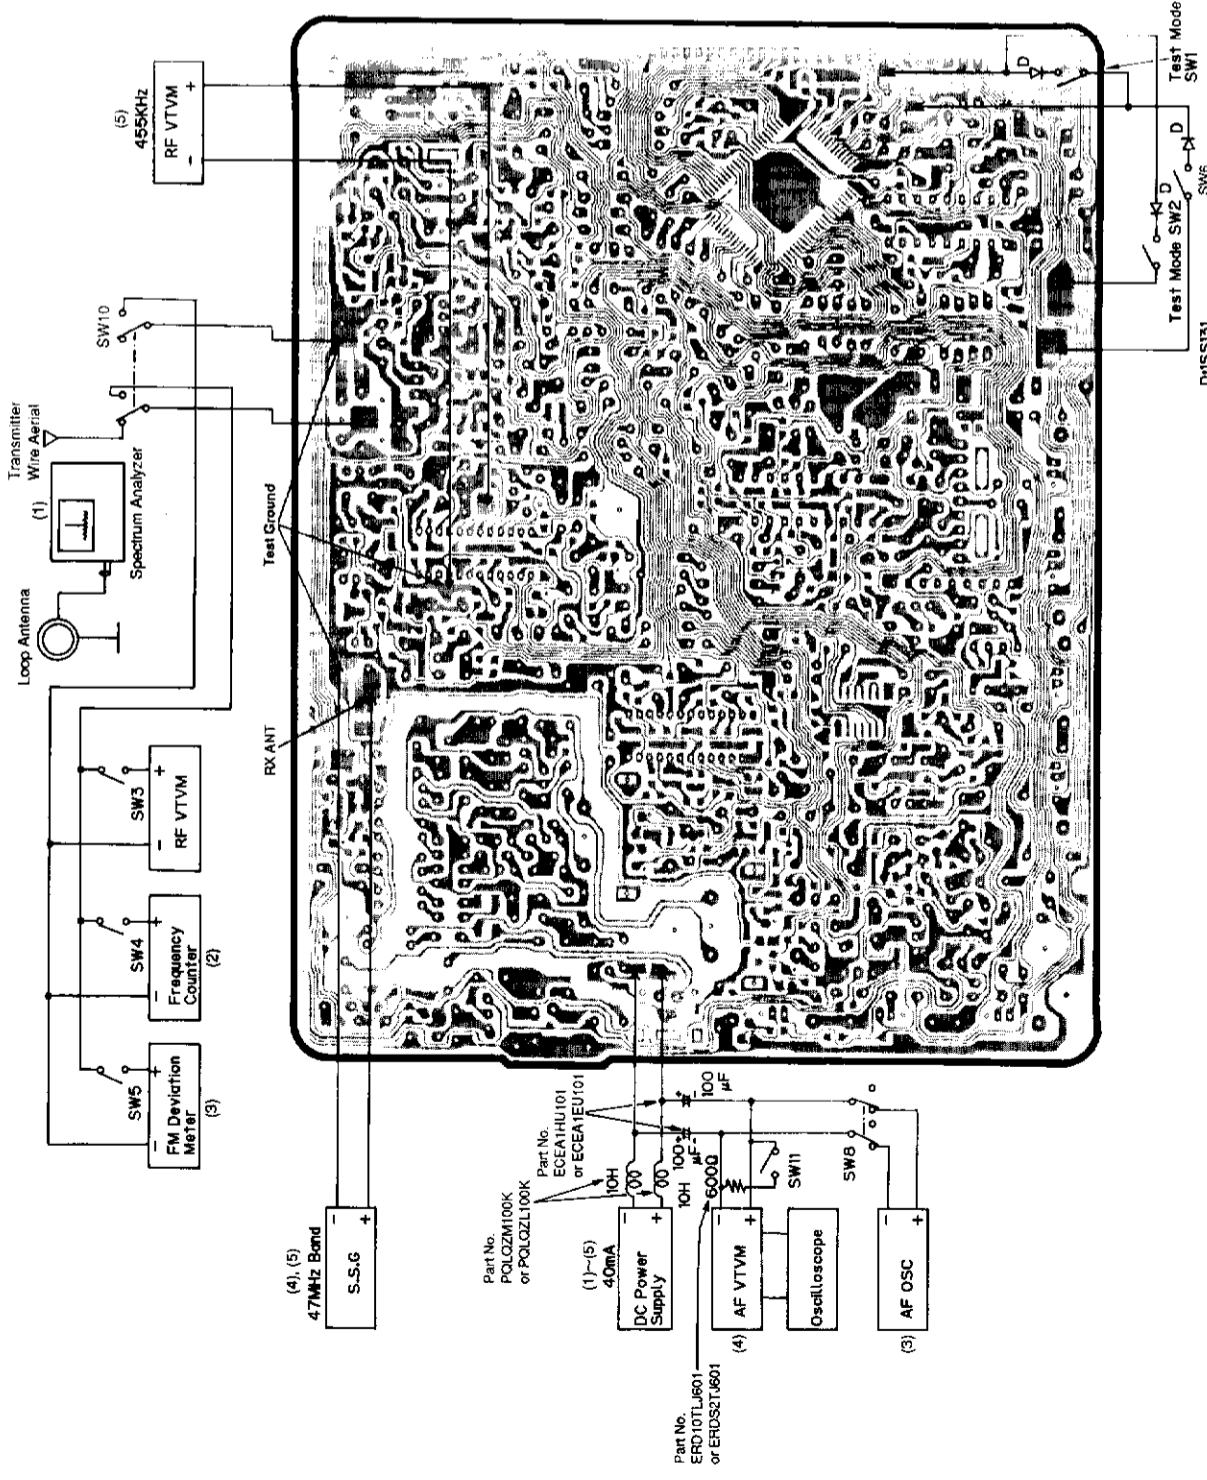 Transmitter
Wire Aerial
(1)
Spectrum Analyzer
Loop Antenna
SW10
(5)
455KHz
RF VTVM
− +
Test Ground
RX ANT
SW3
− +
RF VTVM
SW4
− +
Frequency
Counter
(2)
SW5
− +
FM Deviation
Meter
(3)
(4), (5)
47MHz Band
S.S.G
− +
Part No.
PQLQZM100K
or PQLQZL100K
Part No.
ECEA1HU101
or ECEA1EU101
(1)~(5)
40mA
DC Power
Supply
− +
10H
10H
100
µF
+ −
100
µF
+ −
600Ω
SW11
SW8
AF VTVM
− +
(4)
Oscilloscope
AF OSC
− +
(3)
Part No.
ERD10TLJ601
or ERDS2TJ601
Test Mode
SW1
D
Test Mode SW2
D
SW6
D